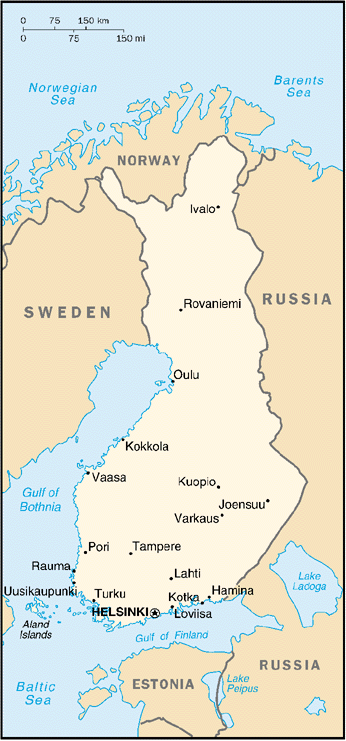 0 75 150 km
0 75 150 mi
Norwegian
Sea
Barents
Sea
NORWAY
Ivalo
SWEDEN
RUSSIA
Rovaniemi
Oulu
Kokkola
Vaasa
Kuopio
Gulf of
Bothnia
Joensuu
Varkaus
Pori
Tampere
Rauma
Lahti
Lake
Ladoga
Uusikaupunki
Turku
Kotka
Hamina
HELSINKI
Loviisa
Aland
Islands
Gulf of Finland
Baltic
Sea
ESTONIA
Lake
Peipus
RUSSIA